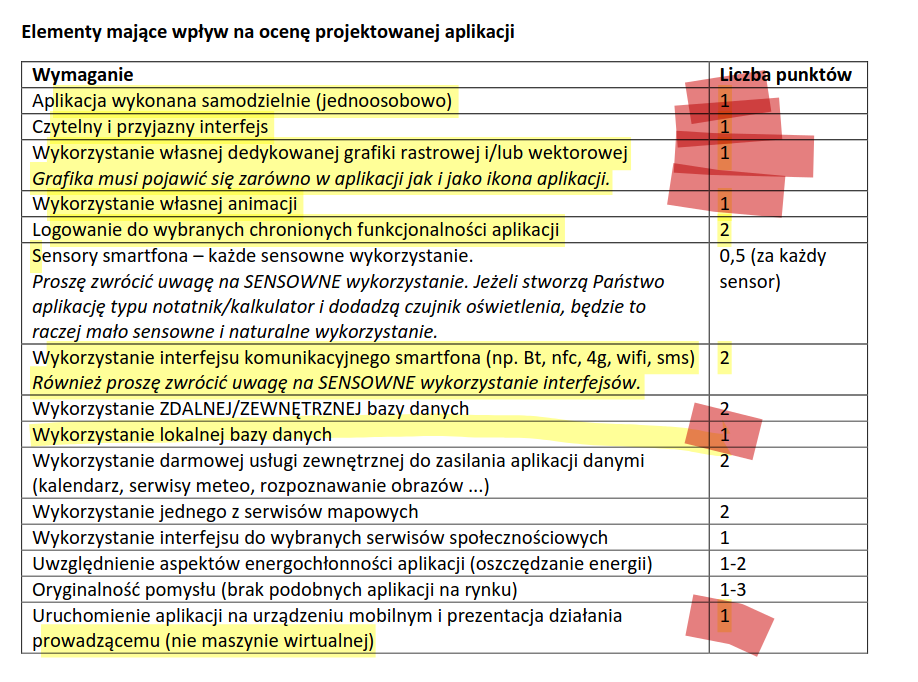 Elementy mające wpływ na ocenę projektowanej aplikacji
Wymaganie Liczba punktów
Aplikacja wykonana samodzielnie (jednoosobowo) 1
Czytelny i przyjazny interfejs 1
Wykorzystanie własnej dedykowanej grafiki rastrowej i/lub wektorowej 1
Grafika musi pojawić się zarówno w aplikacji jak i jako ikona aplikacji.
Wykorzystanie własnej animacji 1
Logowanie do wybranych chronionych funkcjonalności aplikacji 2
Sensory smartfona – każde sensowne wykorzystanie. 0,5 (za każdy
Proszę zwrócić uwagę na SENSOWNE wykorzystanie. Jeżeli stworzą Państwo sensor)
aplikację typu notatnik/kalkulator i dodadzą czujnik oświetlenia, będzie to
raczej mało sensowne i naturalne wykorzystanie.
Wykorzystanie interfejsu komunikacyjnego smartfona (np. Bt, nfc, 4g, wifi, sms) 2
Również proszę zwrócić uwagę na SENSOWNE wykorzystanie interfejsów.
Wykorzystanie ZDALNEJ/ZEWNĘTRZNEJ bazy danych 2
Wykorzystanie lokalnej bazy danych 1
Wykorzystanie darmowej usługi zewnętrznej do zasilania aplikacji danymi 2
(kalendarz, serwisy meteo, rozpoznawanie obrazów ...)
Wykorzystanie jednego z serwisów mapowych 2
Wykorzystanie interfejsu do wybranych serwisów społecznościowych 1
Uwzględnienie aspektów energochłonności aplikacji (oszczędzanie energii) 1-2
Oryginalność pomysłu (brak podobnych aplikacji na rynku) 1-3
Uruchomienie aplikacji na urządzeniu mobilnym i prezentacja działania 1
prowadzącemu (nie maszynie wirtualnej)